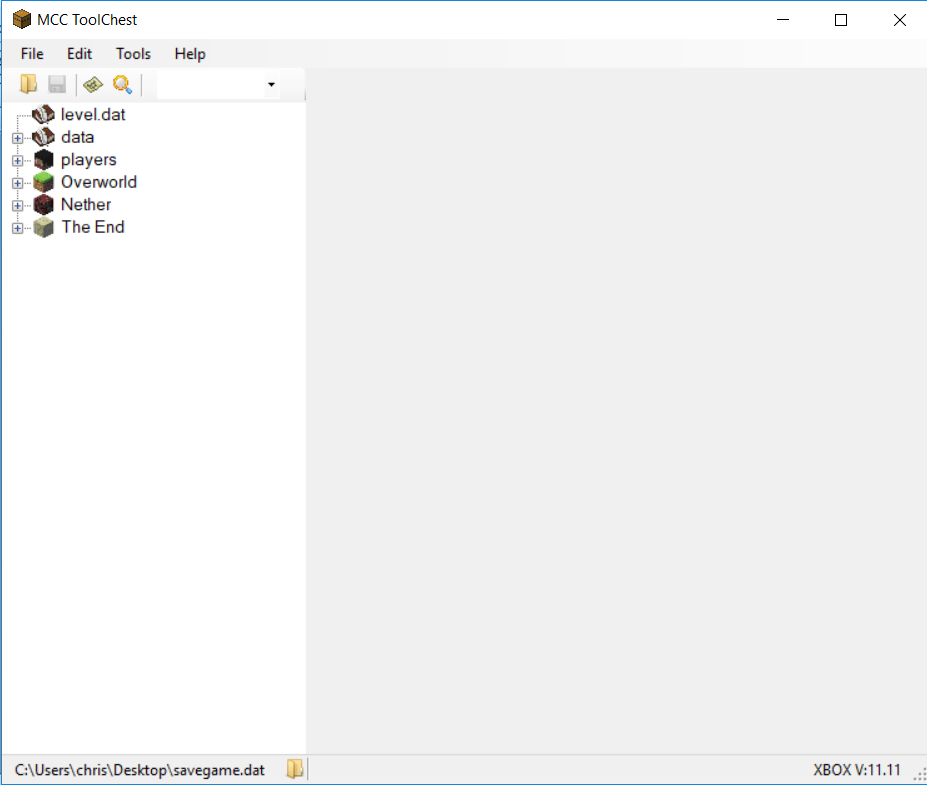 MCC ToolChest
File Edit Tools Help
level.dat
data
players
Overworld
Nether
The End
C:\Users\chris\Desktop\savegame.dat XBOX V:11.11